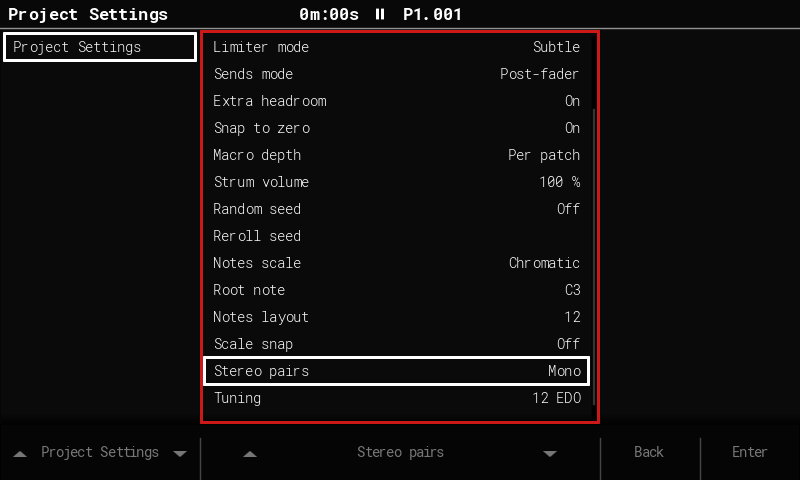 Project Settings 0m:00s P1.001
Project Settings
Limiter mode Subtle
Sends mode Post-fader
Extra headroom On
Snap to zero On
Macro depth Per patch
Strum volume 100 %
Random seed Off
Reroll seed
Notes scale Chromatic
Root note C3
Notes layout 12
Scale snap Off
Stereo pairs Mono
Tuning 12 EDO
Project Settings Stereo pairs Back Enter